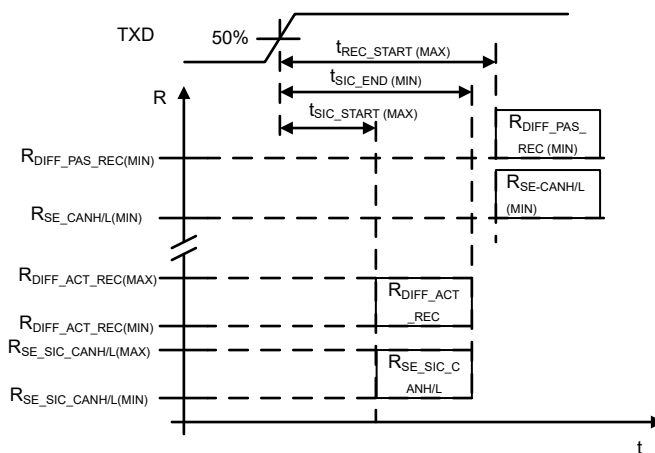 TXD
50%
tREC_START (MAX)
tSIC_END (MIN)
tSIC_START (MAX)
R
RDIFF_PAS_
REC (MIN)
RDIFF_PAS_REC(MIN)
RSE-CANH/L
(MIN)
RSE_CANH/L(MIN)
RDIFF_ACT_REC(MAX)
RDIFF_ACT
_REC
RDIFF_ACT_REC(MIN)
RSE_SIC_CANH/L(MAX)
RSE_SIC_C
ANH/L
RSE_SIC_CANH/L(MIN)
t